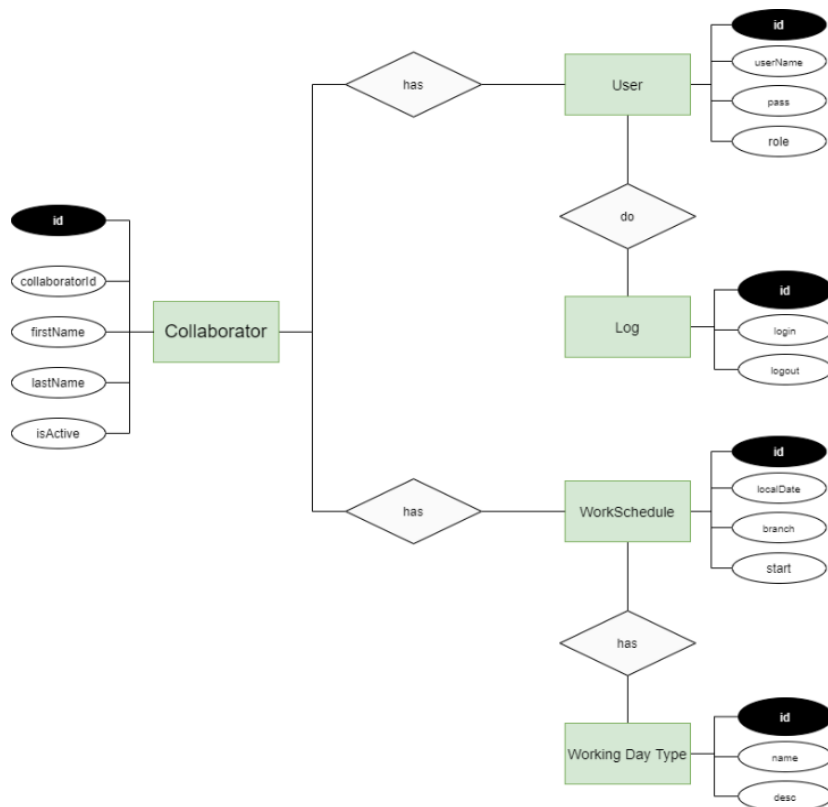 id
userName
pass
role
has
User
do
id
collaboratorId
firstName
lastName
isActive
Collaborator
Log
id
login
logout
has
WorkSchedule
id
localDate
branch
start
has
Working Day Type
id
name
desc